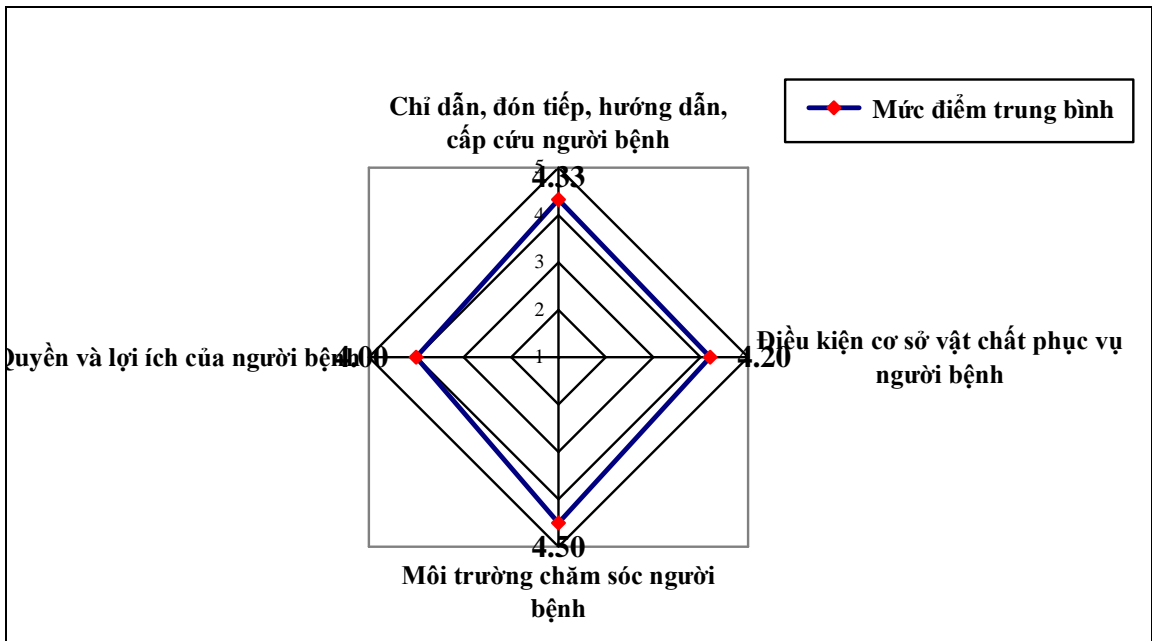 Mức điểm trung bình
Chỉ dẫn, đón tiếp, hướng dẫn,
cấp cứu người bệnh
5
4.33
4
3
2
1
Quyền và lợi ích của người bệnh
4.00
4.20
Điều kiện cơ sở vật chất phục vụ
người bệnh
4.50
Môi trường chăm sóc người
bệnh